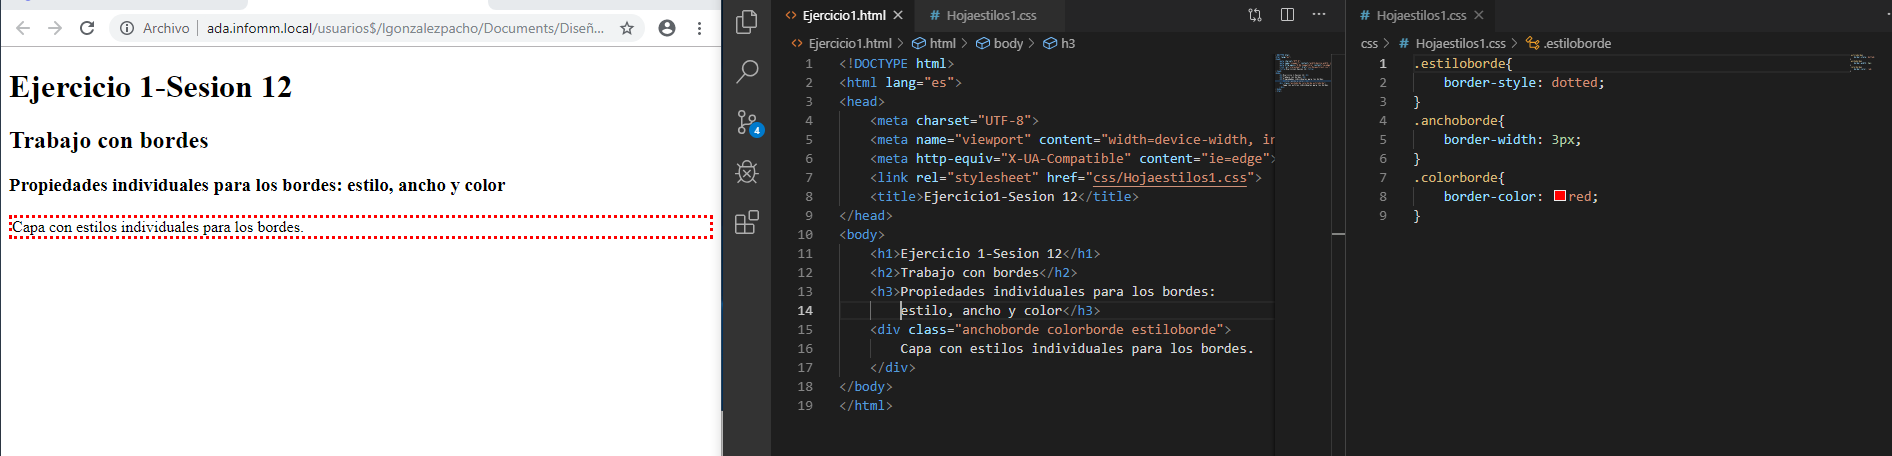 Archivo | ada.infomm.local/usuarios$/lgonzalezpacho/Documents/Diseñ...
Ejercicio 1-Sesion 12
Trabajo con bordes
Propiedades individuales para los bordes: estilo, ancho y color
Capa con estilos individuales para los bordes.
4
<> Ejercicio1.html
# Hojaestilos1.css
<> Ejercicio1.html > html > body > h3
1 <!DOCTYPE html>
2 <html lang="es">
3 <head>
4 <meta charset="UTF-8">
5 <meta name="viewport" content="width=device-width, in
6 <meta http-equiv="X-UA-Compatible" content="ie=edge">
7 <link rel="stylesheet" href="css/Hojaestilos1.css">
8 <title>Ejercicio1-Sesion 12</title>
9 </head>
10 <body>
11 <h1>Ejercicio 1-Sesion 12</h1>
12 <h2>Trabajo con bordes</h2>
13 <h3>Propiedades individuales para los bordes:
14 estilo, ancho y color</h3>
15 <div class="anchoborde colorborde estiloborde">
16 Capa con estilos individuales para los bordes.
17 </div>
18 </body>
19 </html>
# Hojaestilos1.css
css > # Hojaestilos1.css > .estiloborde
1 .estiloborde{
2 border-style: dotted;
3 }
4 .anchoborde{
5 border-width: 3px;
6 }
7 .colorborde{
8 border-color: red;
9 }